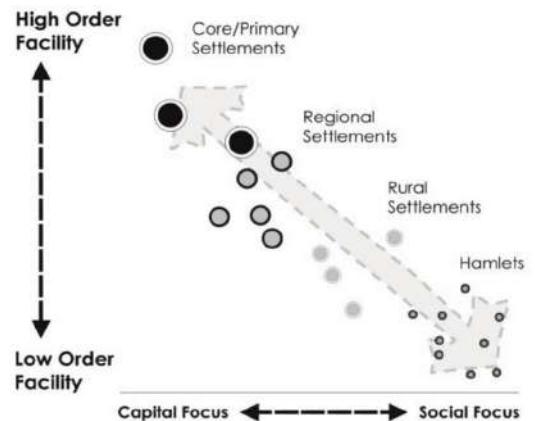 High Order
Facility
Core/Primary
Settlements
Regional
Settlements
Rural
Settlements
Hamlets
Low Order
Facility
Capital Focus
Social Focus